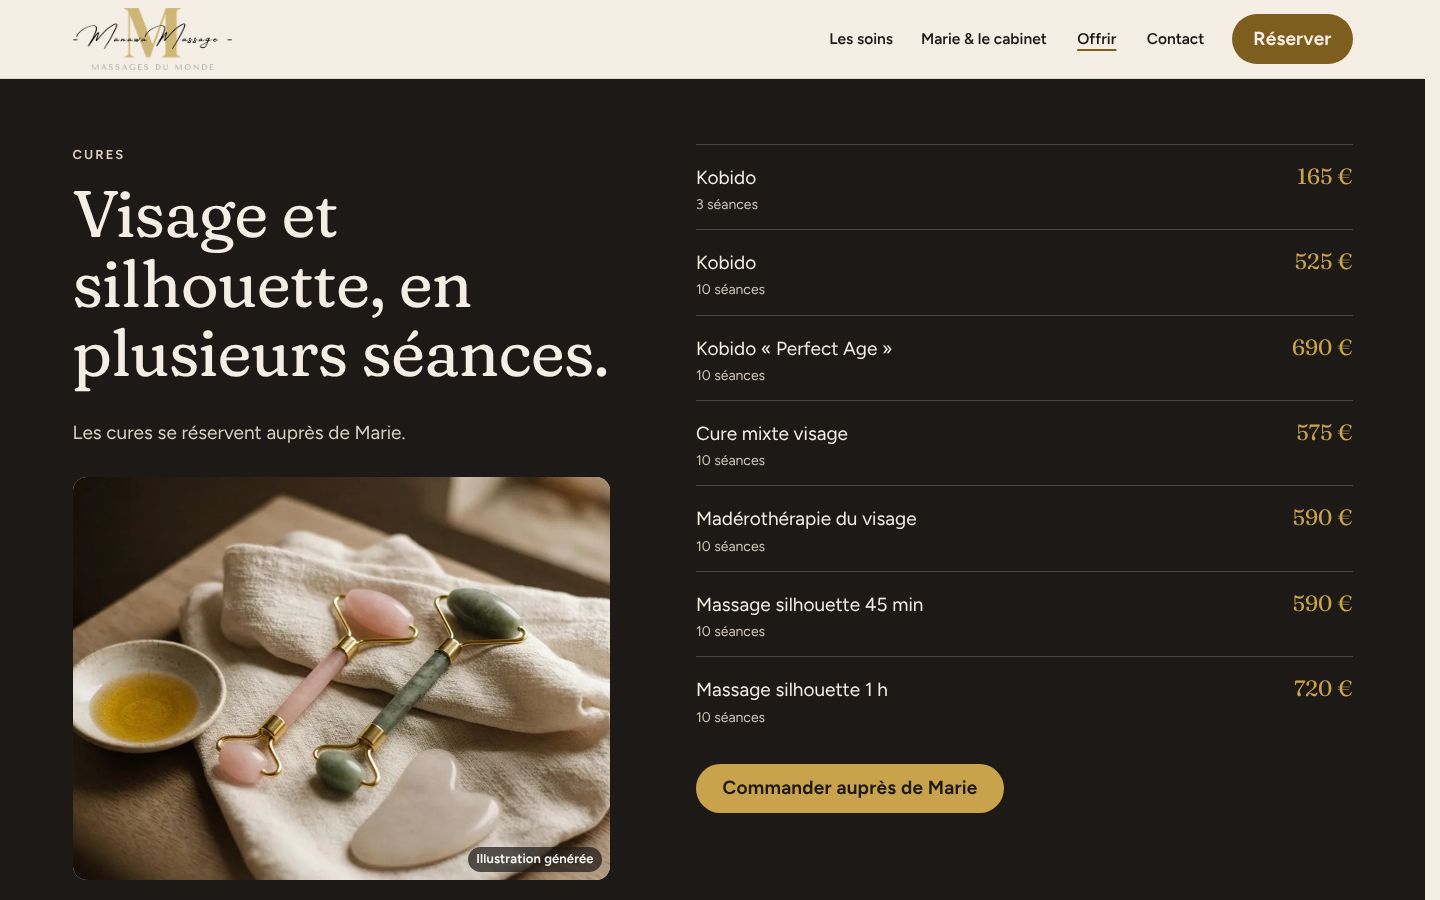 - Manawa Massage -
M
MASSAGES DU MONDE
Les soins
Marie & le cabinet
Offrir
Contact
Réserver
CURES
Visage et
silhouette, en
plusieurs séances.
Les cures se réservent auprès de Marie.
Illustration générée
Kobido
165 €
3 séances
Kobido
525 €
10 séances
Kobido « Perfect Age »
690 €
10 séances
Cure mixte visage
575 €
10 séances
Madérothérapie du visage
590 €
10 séances
Massage silhouette 45 min
590 €
10 séances
Massage silhouette 1 h
720 €
10 séances
Commander auprès de Marie